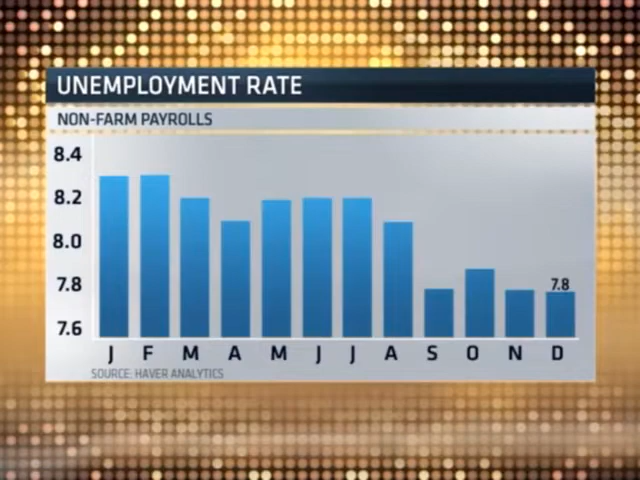 UNEMPLOYMENT RATE
NON-FARM PAYROLLS
8.4
8.2
8.0
7.8
7.6
7.8
J F M A M J J A S O N D
SOURCE: HAVER ANALYTICS